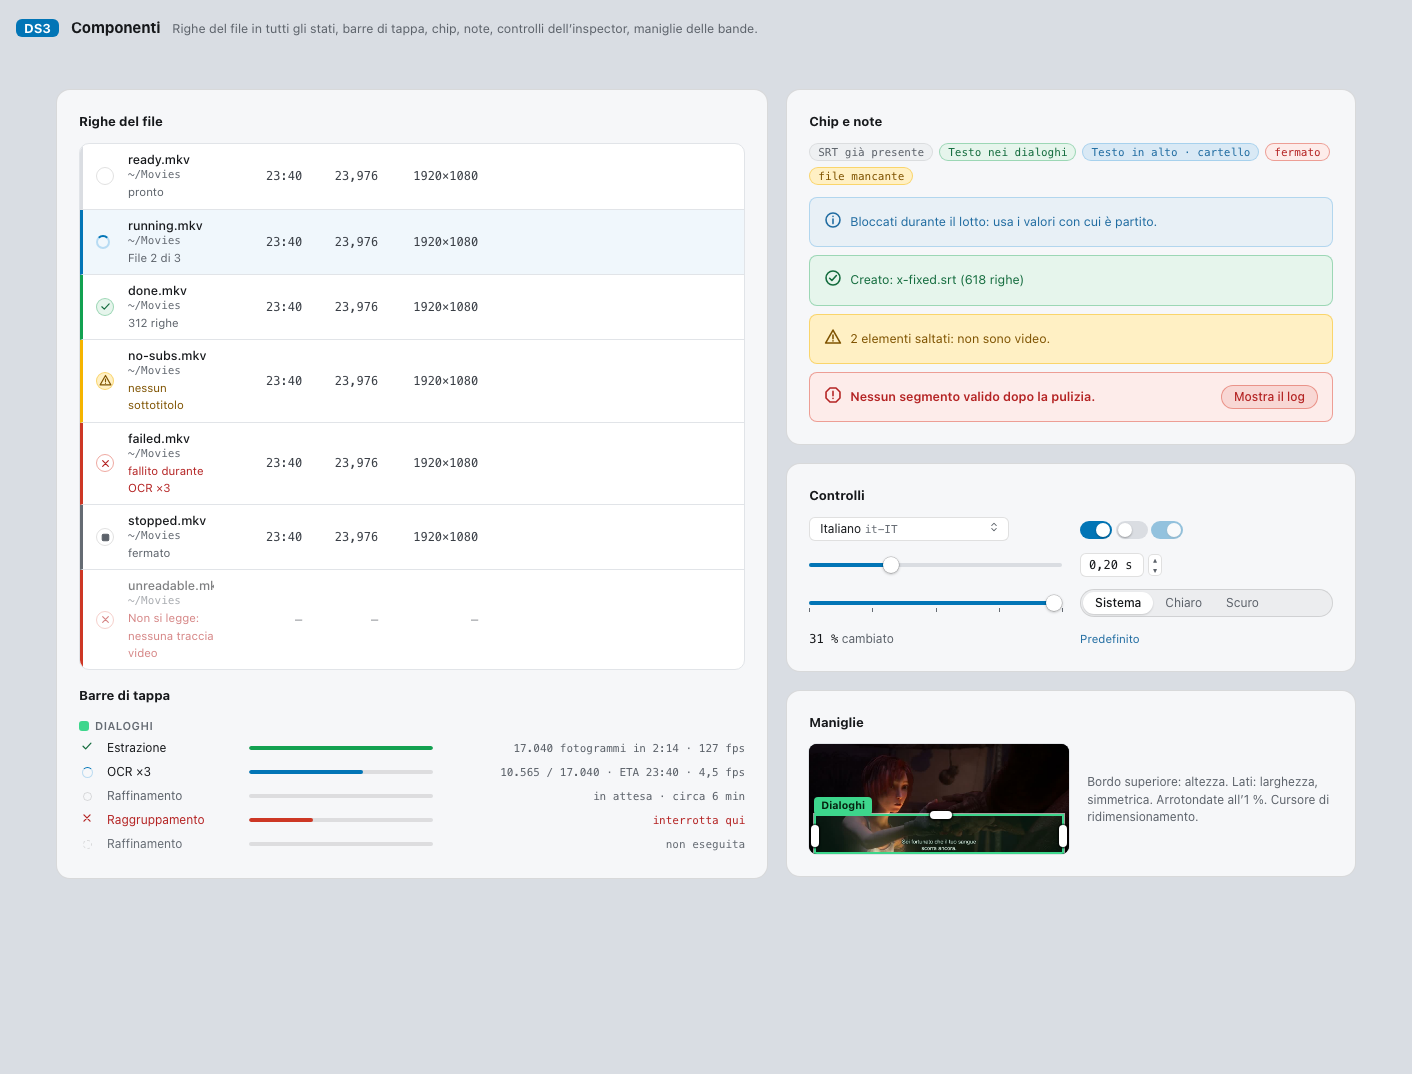 DS3 Componenti Righe del file in tutti gli stati, barre di tappa, chip, note, controlli dell'inspector, maniglie delle bande.
Righe del file
ready.mkv
~/Movies
pronto
23:40 23,976 1920×1080
running.mkv
~/Movies
File 2 di 3
23:40 23,976 1920×1080
done.mkv
~/Movies
312 righe
23:40 23,976 1920×1080
no-subs.mkv
~/Movies
nessun
sottotitolo
23:40 23,976 1920×1080
failed.mkv
~/Movies
fallito durante
OCR ×3
23:40 23,976 1920×1080
stopped.mkv
~/Movies
fermato
23:40 23,976 1920×1080
unreadable.mk
~/Movies
Non si legge:
nessuna traccia
video
– – –
Barre di tappa
DIALOGHI
Estrazione 17.040 fotogrammi in 2:14 · 127 fps
OCR ×3 10.565 / 17.040 · ETA 23:40 · 4,5 fps
Raffinamento in attesa · circa 6 min
Raggruppamento interrotta qui
Raffinamento non eseguita
Chip e note
SRT già presente Testo nei dialoghi Testo in alto · cartello fermato
file mancante
Bloccati durante il lotto: usa i valori con cui è partito.
Creato: x-fixed.srt (618 righe)
2 elementi saltati: non sono video.
Nessun segmento valido dopo la pulizia. Mostra il log
Controlli
Italiano it-IT
0,20 s
Sistema Chiaro Scuro
31 % cambiato Predefinito
Maniglie
Dialoghi
Sei fortunato che il tuo sangue
scorra ancora.
Bordo superiore: altezza. Lati: larghezza,
simmetrica. Arrotondate all'1 %. Cursore di
ridimensionamento.